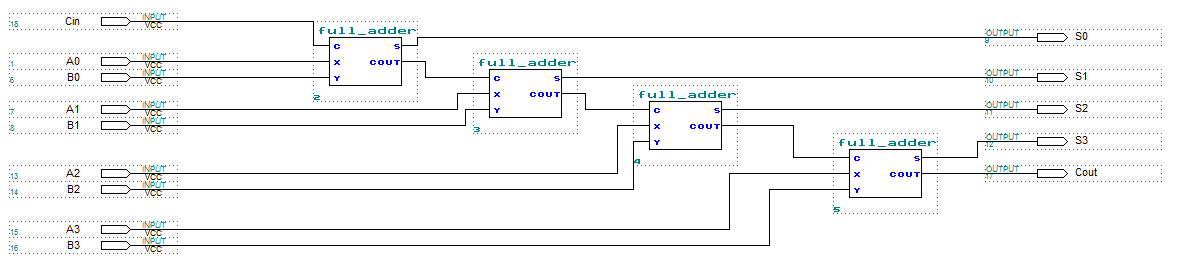 18 Cin INPUT VCC
full_adder
C S
X COUT
Y
2
OUTPUT 9 S0
1 A0 INPUT VCC
6 B0 INPUT VCC
full_adder
C S
X COUT
Y
3
OUTPUT 10 S1
7 A1 INPUT VCC
8 B1 INPUT VCC
full_adder
C S
X COUT
Y
4
OUTPUT 11 S2
13 A2 INPUT VCC
14 B2 INPUT VCC
full_adder
C S
X COUT
Y
5
OUTPUT 12 S3
OUTPUT 17 Cout
15 A3 INPUT VCC
16 B3 INPUT VCC